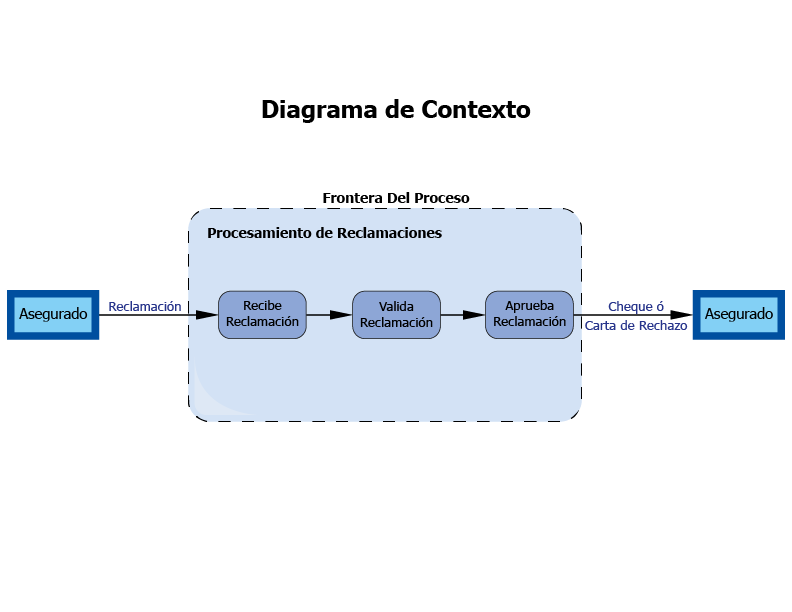 Diagrama de Contexto
Frontera Del Proceso
Procesamiento de Reclamaciones
Asegurado
Reclamación
Recibe
Reclamación
Valida
Reclamación
Aprueba
Reclamación
Cheque ó
Carta de Rechazo
Asegurado